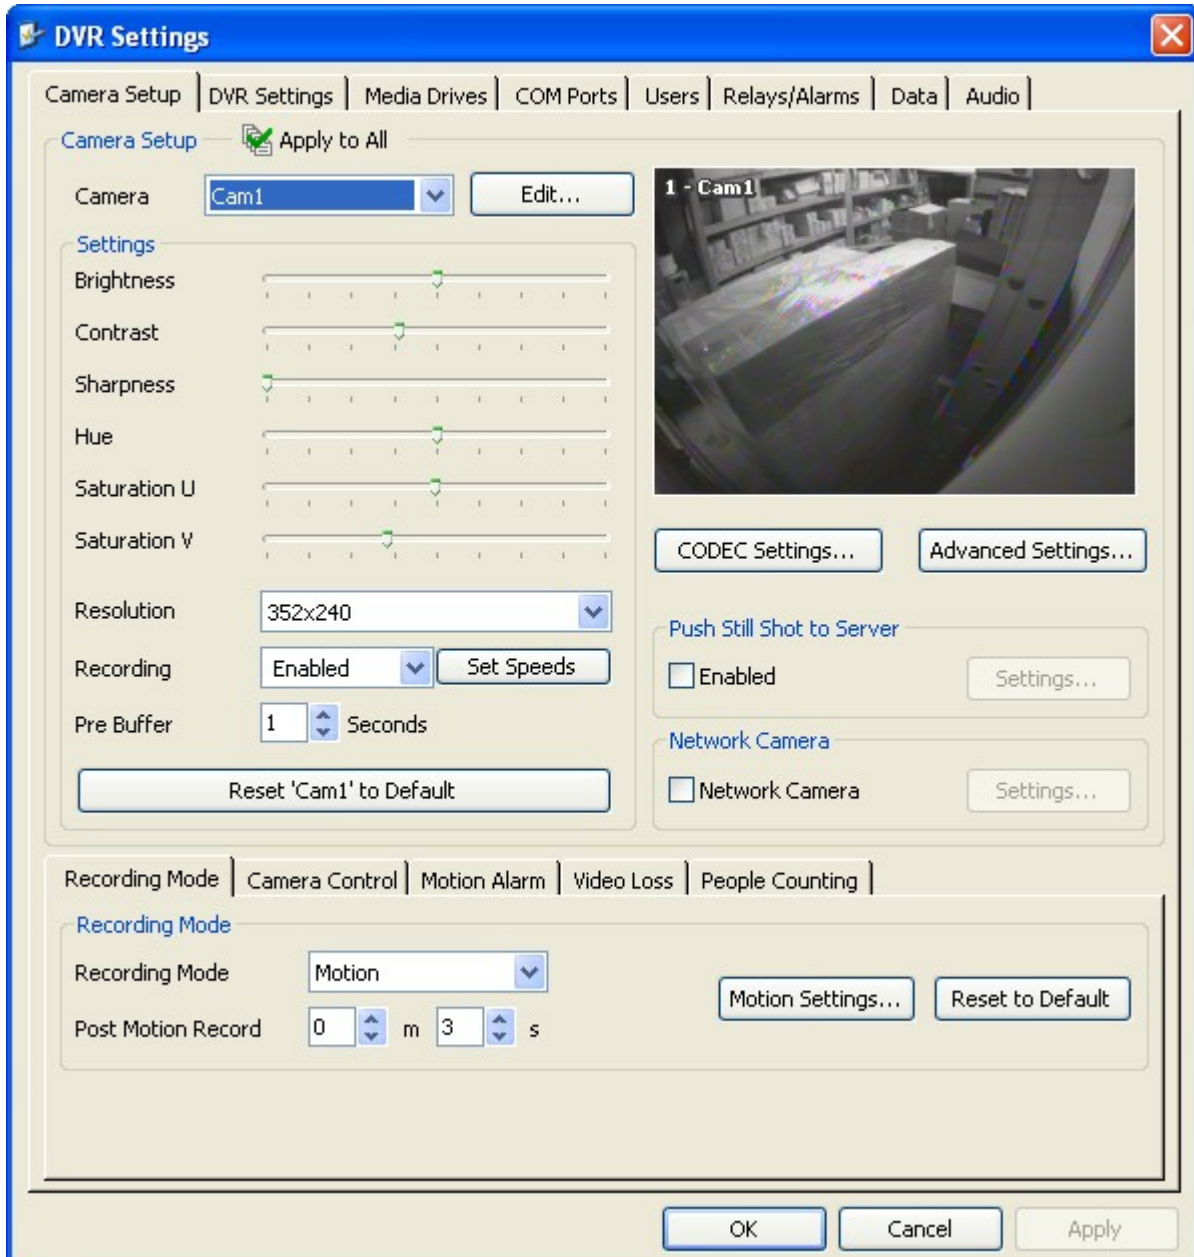 DVR Settings
Camera Setup DVR Settings Media Drives COM Ports Users Relays/Alarms Data Audio
Camera Setup Apply to All
Camera Cam1 Edit...
1 - Cam1
Settings
Brightness
Contrast
Sharpness
Hue
Saturation U
Saturation V
CODEC Settings... Advanced Settings...
Resolution 352x240
Push Still Shot to Server
Recording Enabled Set Speeds
Enabled Settings...
Pre Buffer 1 Seconds
Network Camera
Reset 'Cam1' to Default
Network Camera Settings...
Recording Mode Camera Control Motion Alarm Video Loss People Counting
Recording Mode
Recording Mode Motion
Motion Settings... Reset to Default
Post Motion Record 0 m 3 s
OK Cancel Apply